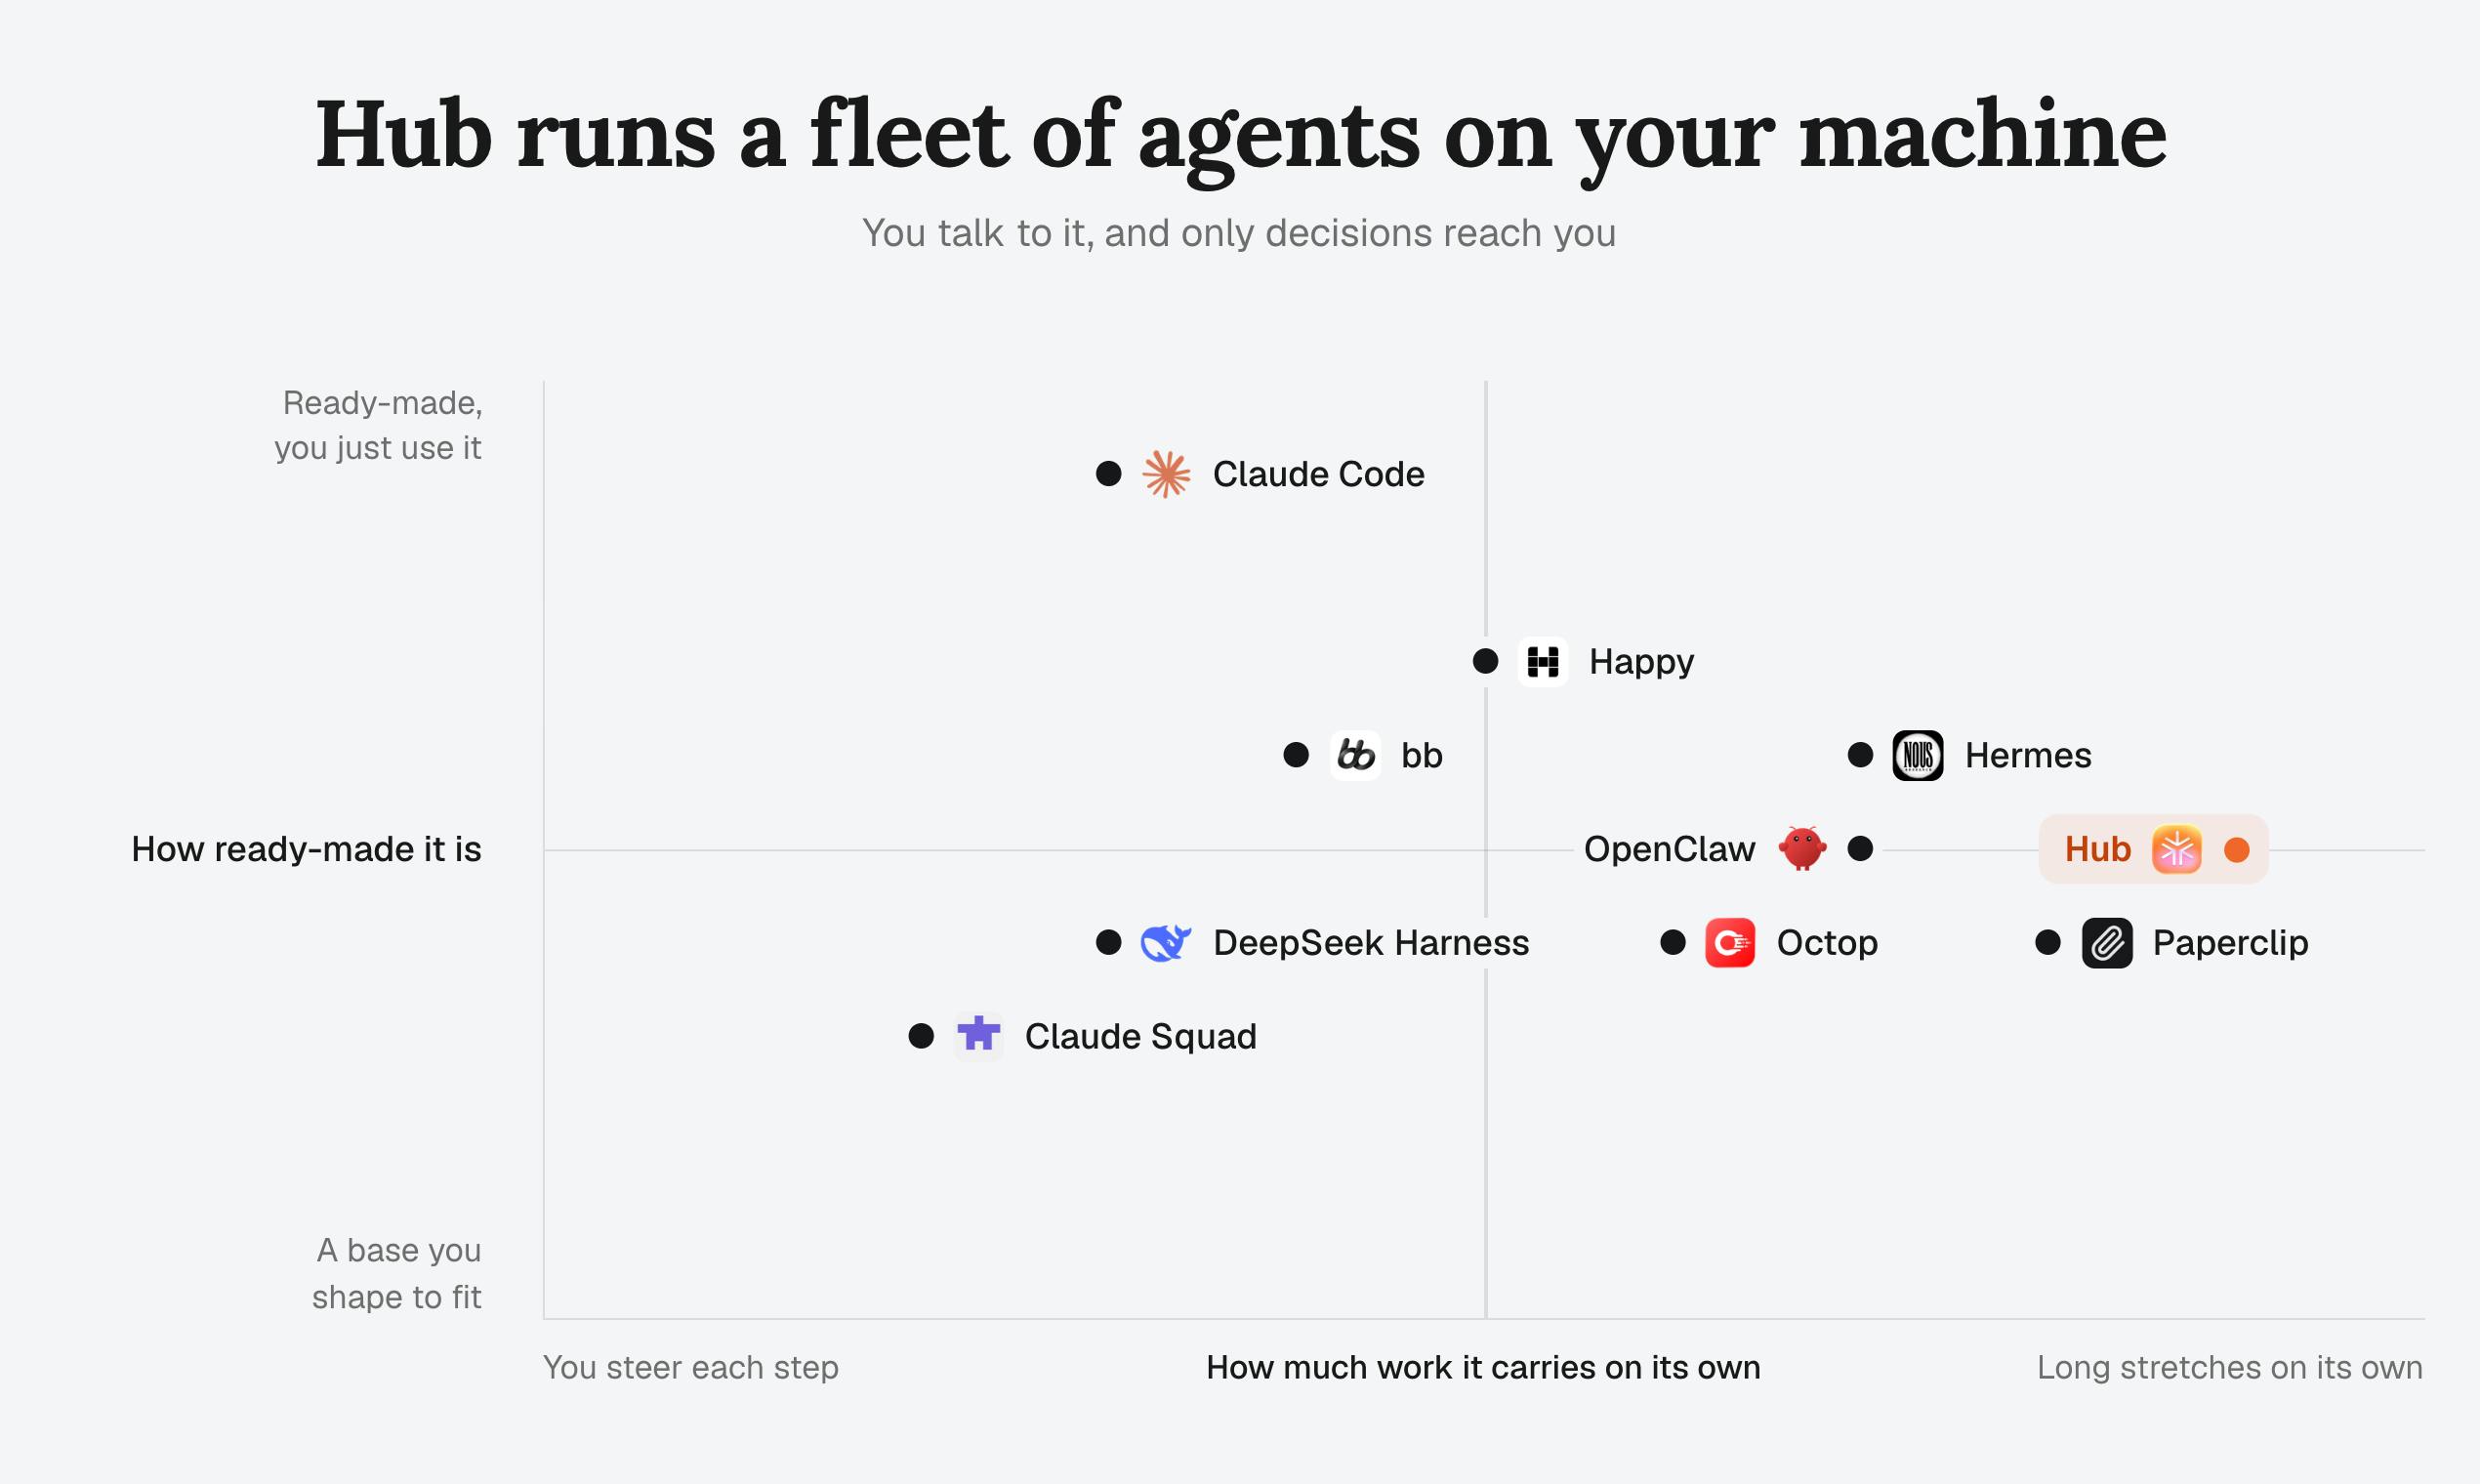 Hub runs a fleet of agents on your machine
You talk to it, and only decisions reach you
Ready-made,
you just use it
Claude Code
Happy
bb
NOUS
Hermes
How ready-made it is
OpenClaw
Hub
DeepSeek Harness
Octop
Paperclip
Claude Squad
A base you
shape to fit
You steer each step
How much work it carries on its own
Long stretches on its own